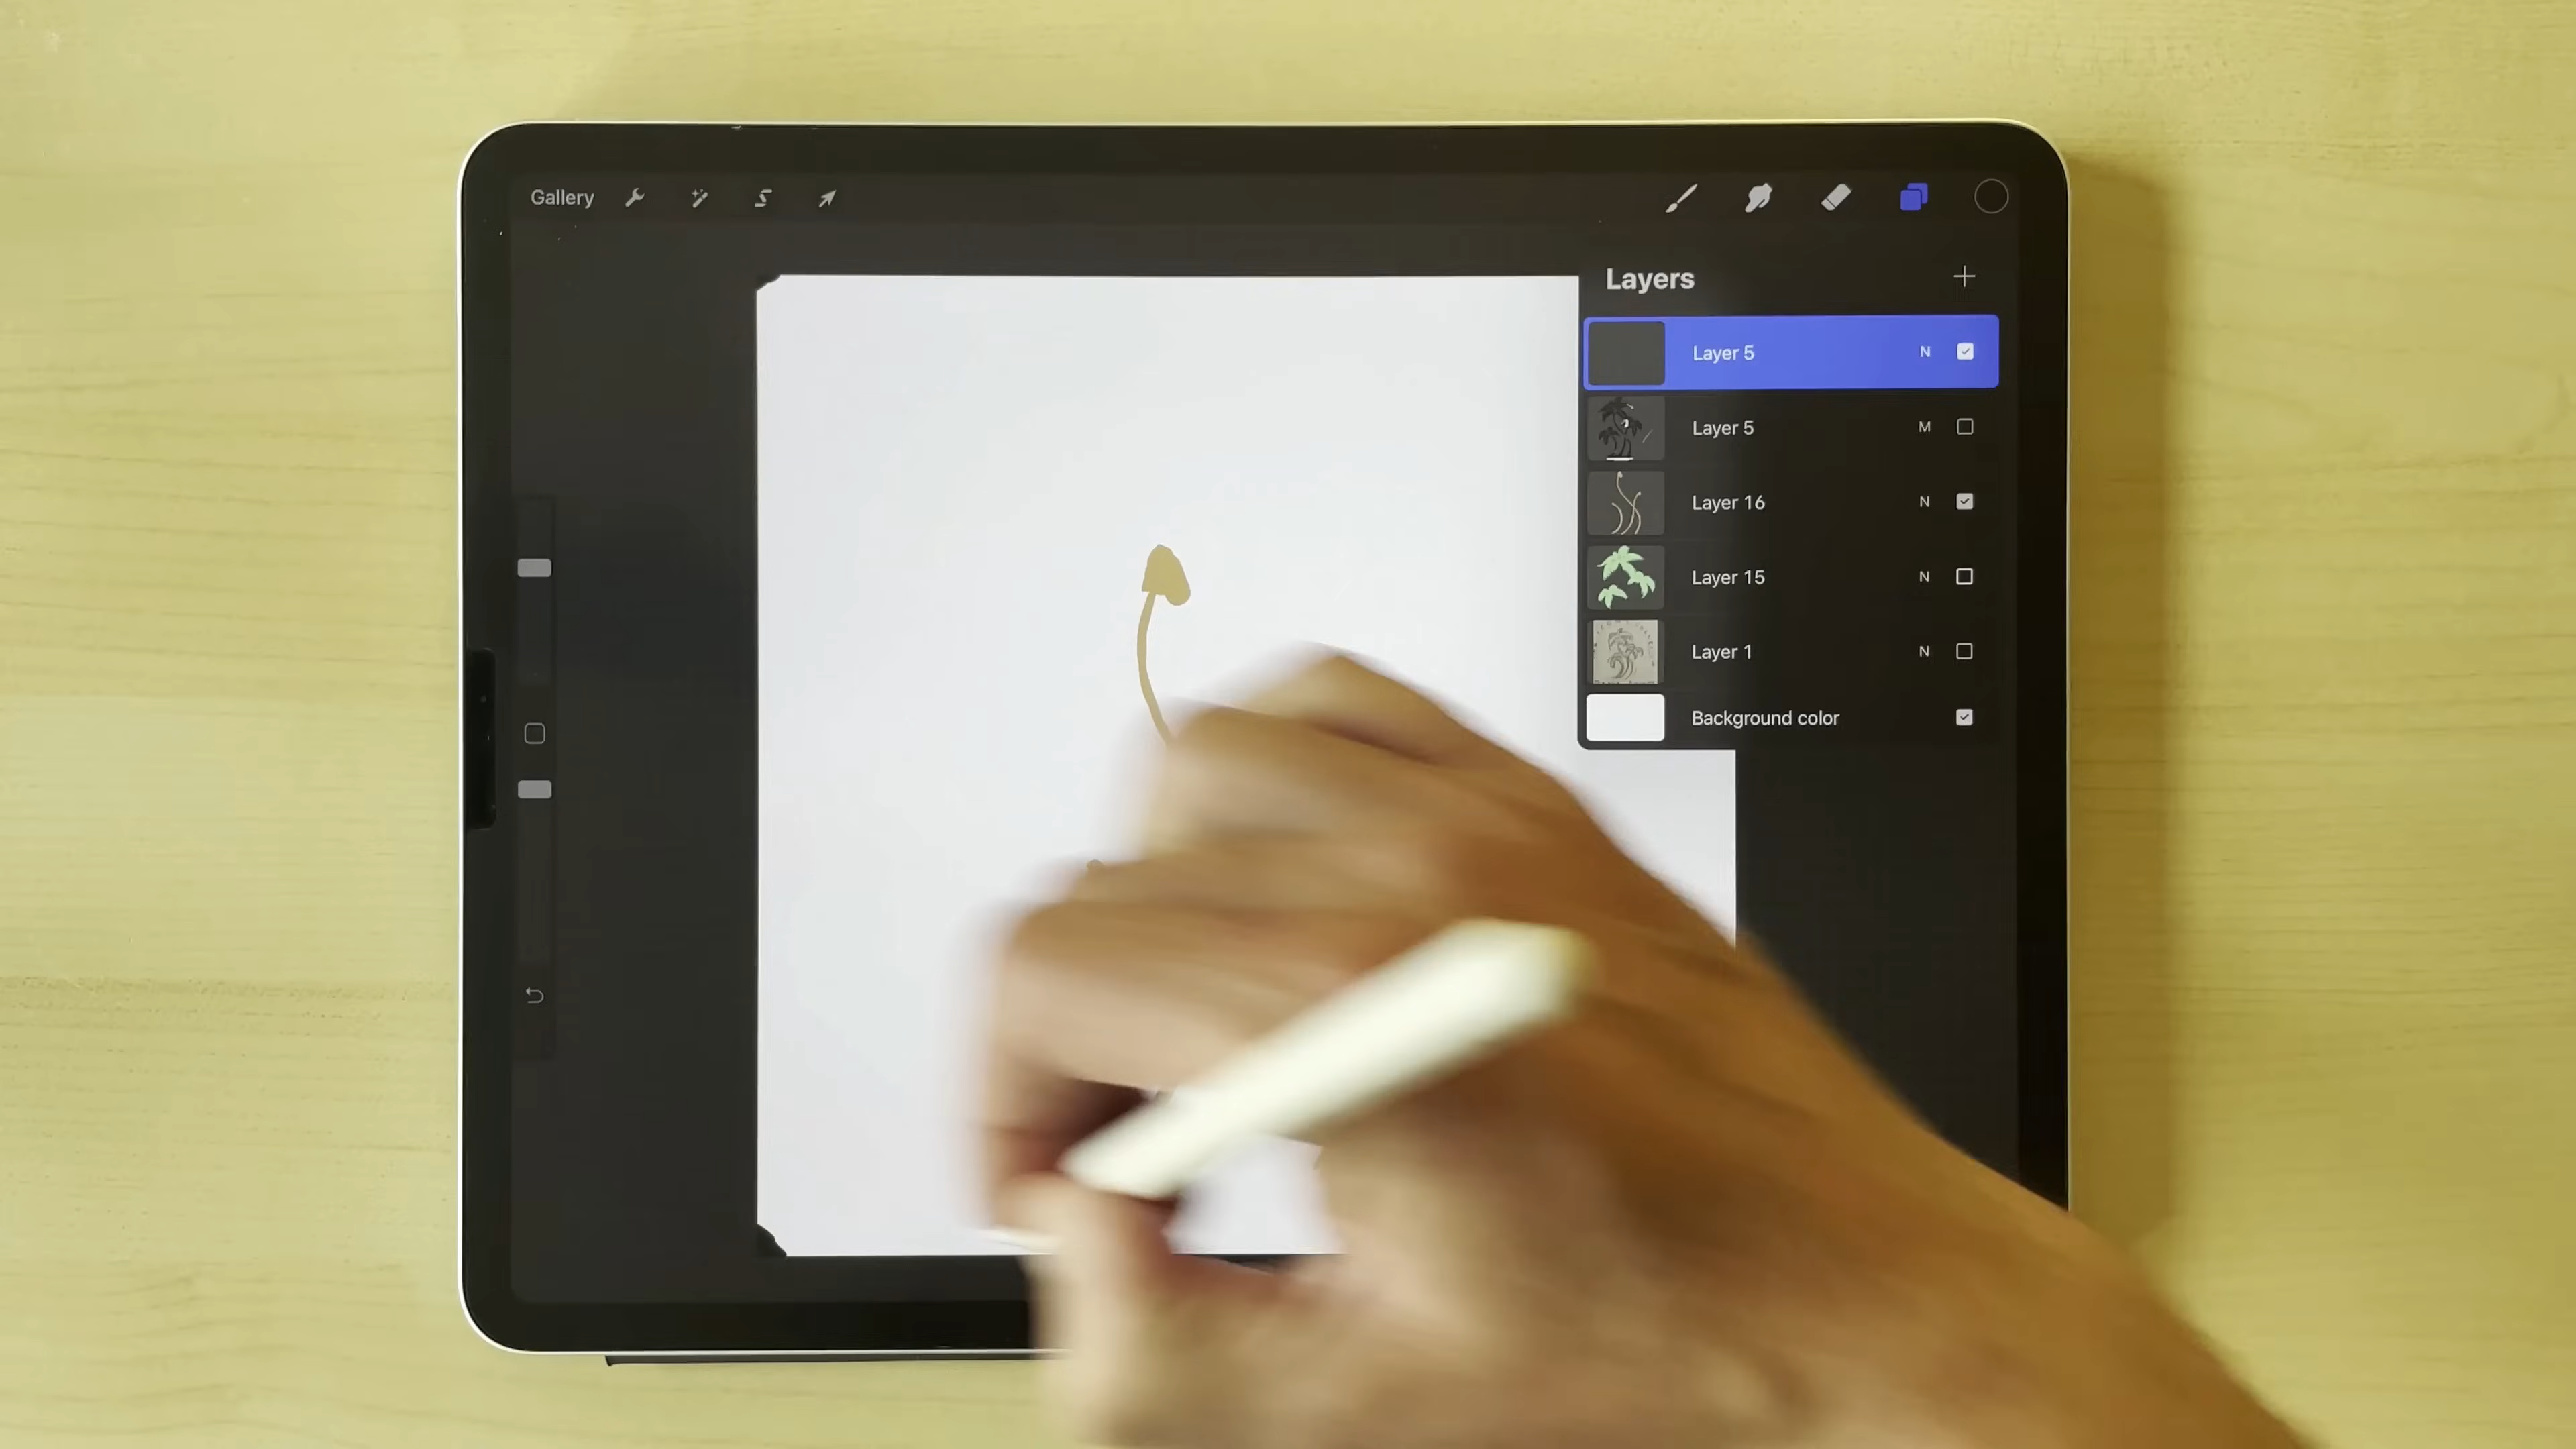 Gallery
Layers
Layer 5 N
Layer 5 M
Layer 16 N
Layer 15 N
Layer 1 N
Background color